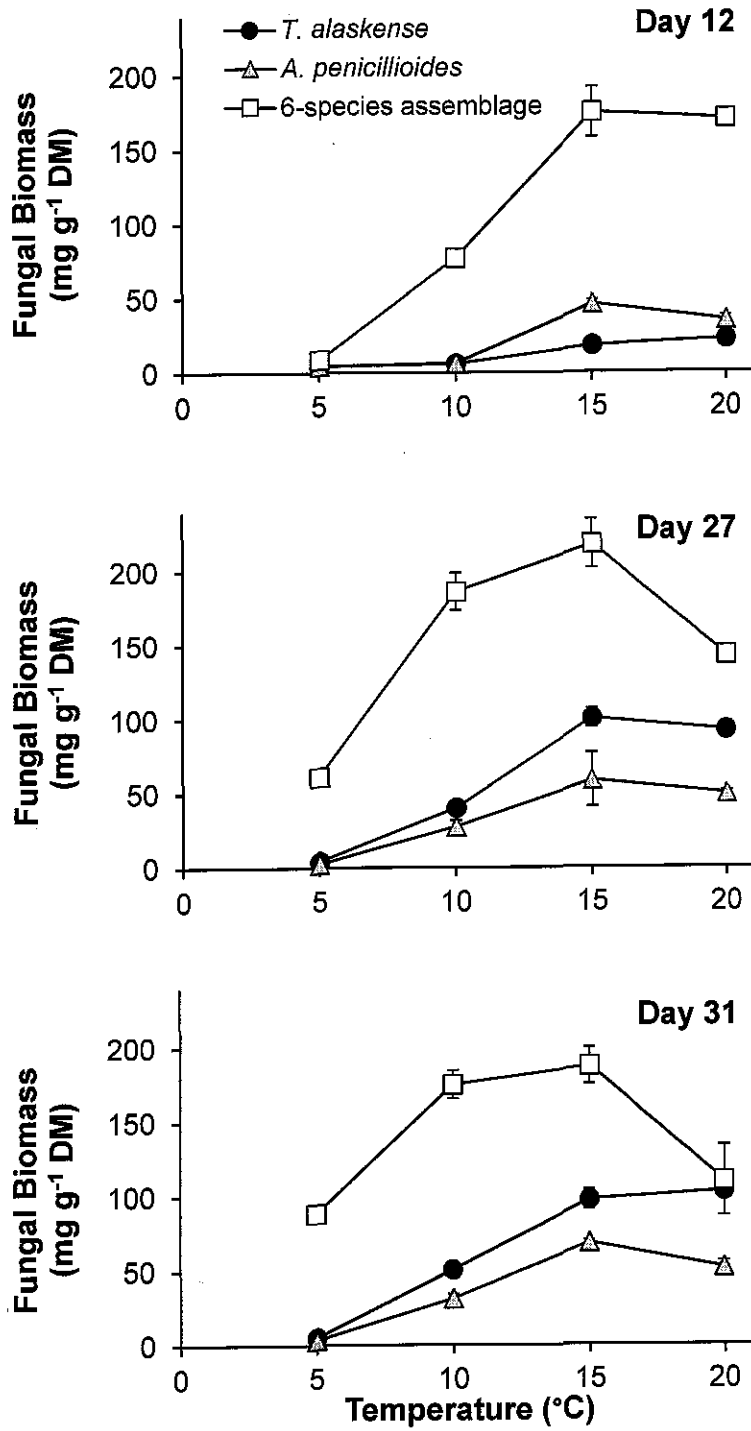 Day 12
T. alaskense
A. penicillioides
6-species assemblage
Fungal Biomass
(mg g-1 DM)
200
150
100
50
0
0 5 10 15 20
Day 27
Fungal Biomass
(mg g-1 DM)
200
150
100
50
0
0 5 10 15 20
Day 31
Fungal Biomass
(mg g-1 DM)
200
150
100
50
0
0 5 10 15 20
Temperature (°C)